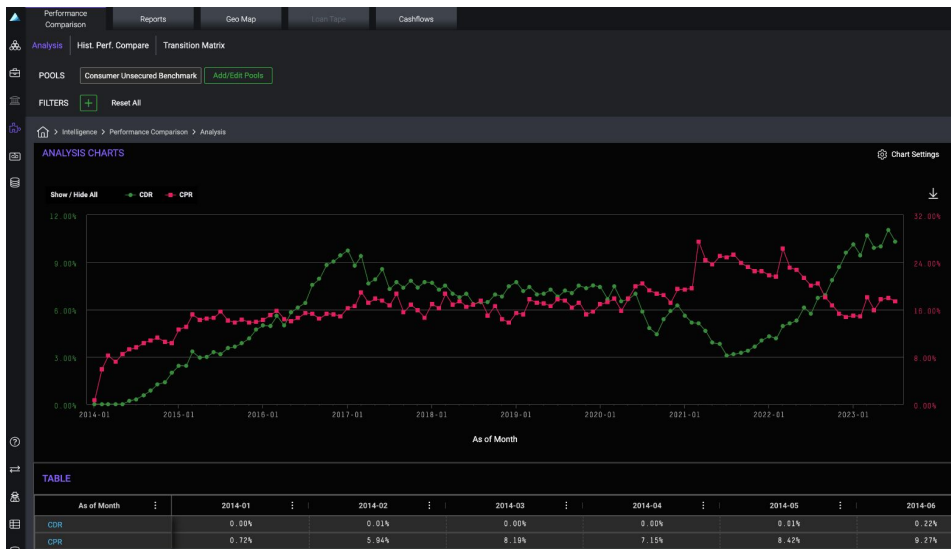 Performance Comparison
Reports
Geo Map
Loan Tape
Cashflows
Analysis
Hist. Perf. Compare
Transition Matrix
POOLS
Consumer Unsecured Benchmark
Add/Edit Pools
FILTERS
+
Reset All
> Intelligence > Performance Comparison > Analysis
ANALYSIS CHARTS
Chart Settings
Show / Hide All
CDR
CPR
12.00%
32.00%
9.00%
24.00%
6.00%
3.00%
0.00%
0.00%
2014-01 2015-01 2016-01 2017-01 2018-01 2019-01 2020-01 2021-01 2022-01 2023-01
As of Month
TABLE
As of Month 2014-01 2014-02 2014-03 2014-04 2014-05 2014-06
CDR 0.00% 0.01% 0.00% 0.00% 0.01% 0.22%
CPR 0.72% 5.94% 8.19% 7.15% 8.42% 9.27%